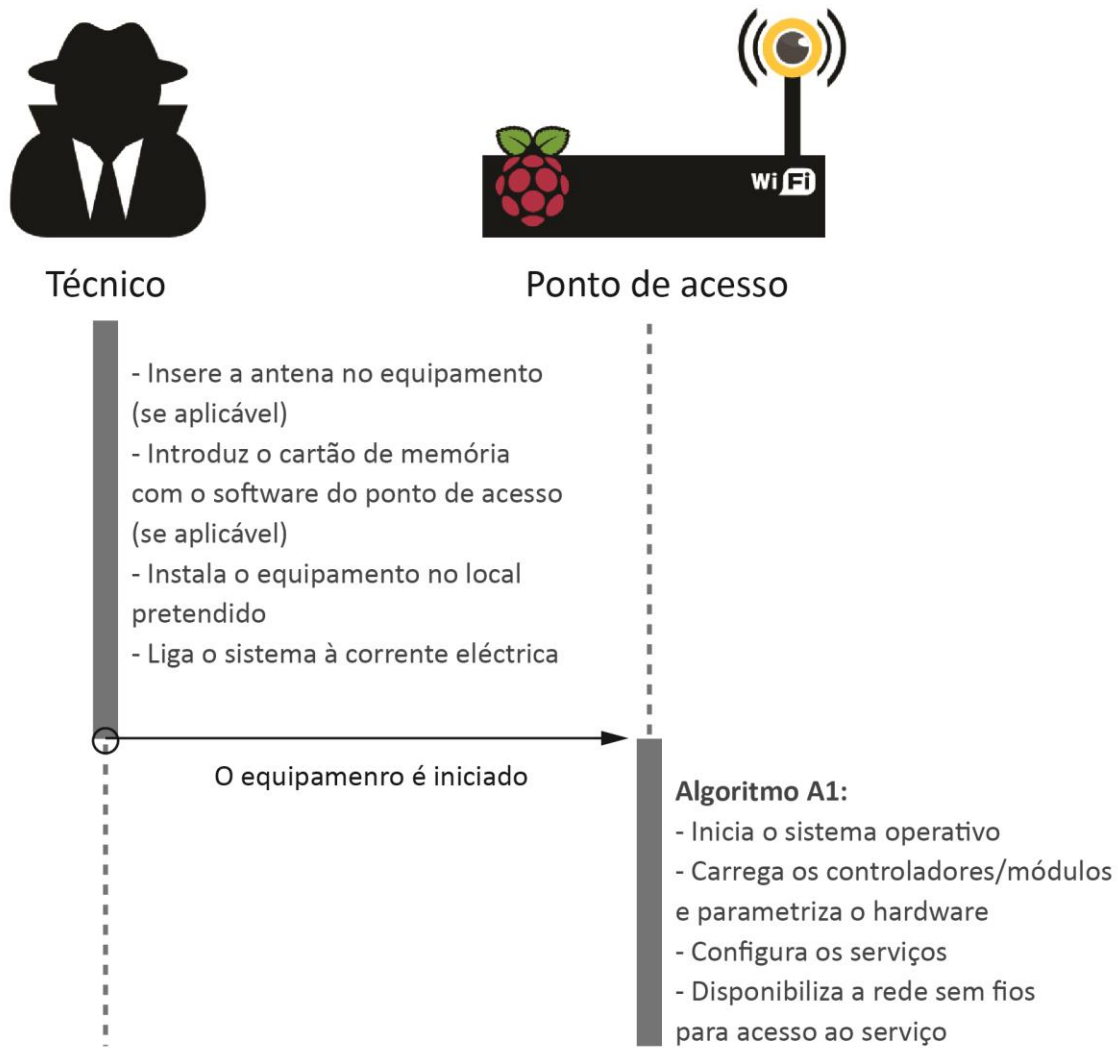 Wi Fi
Técnico
Ponto de acesso
- Insere a antena no equipamento
(se aplicável)
- Introduz o cartão de memória
com o software do ponto de acesso
(se aplicável)
- Instala o equipamento no local
pretendido
- Liga o sistema à corrente eléctrica
O equipamenro é iniciado
Algoritmo A1:
- Inicia o sistema operativo
- Carrega os controladores/módulos
e parametriza o hardware
- Configura os serviços
- Disponibiliza a rede sem fios
para acesso ao serviço